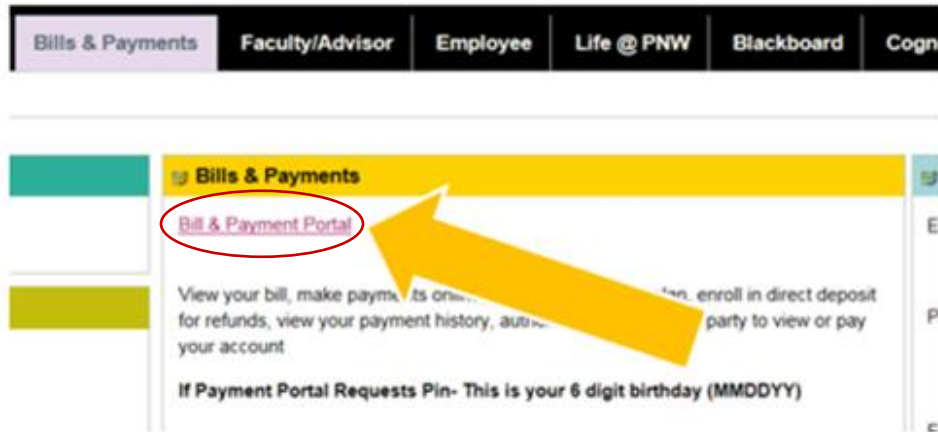 Bills & Payments
Faculty/Advisor
Employee
Life @ PNW
Blackboard
Bills & Payments
Bill & Payment Portal
View your bill, make payments enroll in direct deposit
for refunds, view your payment history, party to view or pay
your account
If Payment Portal Requests Pin- This is your 6 digit birthday (MMDDYY)
E
P